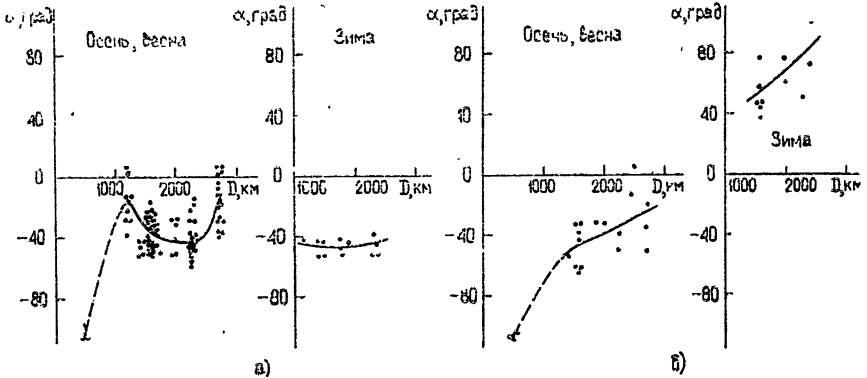 α, град α, град α, град α, град
Осень, весна Зима Осень, весна
80 80 80 80
40 40 40 40
Зима
0 0 0 0
1000 2000 D, км 1000 2000 D, км 1000 D, км 1000 2000 D, км
-40 -40 -40 -40
-80 -80 -80 -80
а) б)